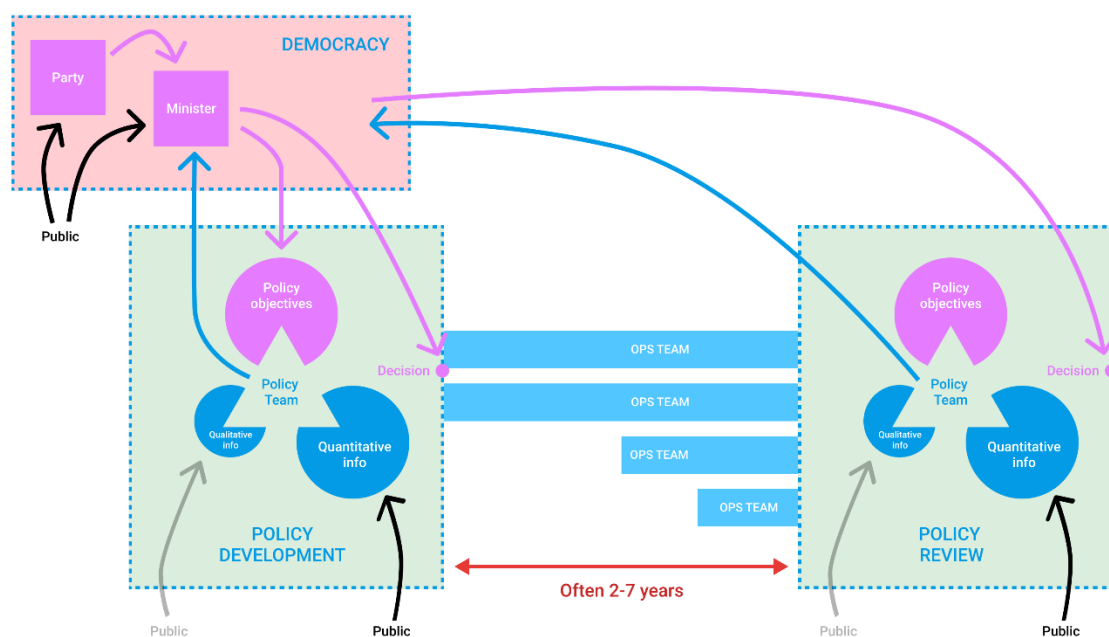 DEMOCRACY
Party
Minister
Public
Policy
objectives
Decision
Policy
Team
Qualitative
info
Quantitative
info
POLICY
DEVELOPMENT
Public
Public
OPS TEAM
OPS TEAM
OPS TEAM
OPS TEAM
Often 2-7 years
Policy
objectives
Decision
Policy
Team
Qualitative
info
Quantitative
info
POLICY
REVIEW
Public
Public